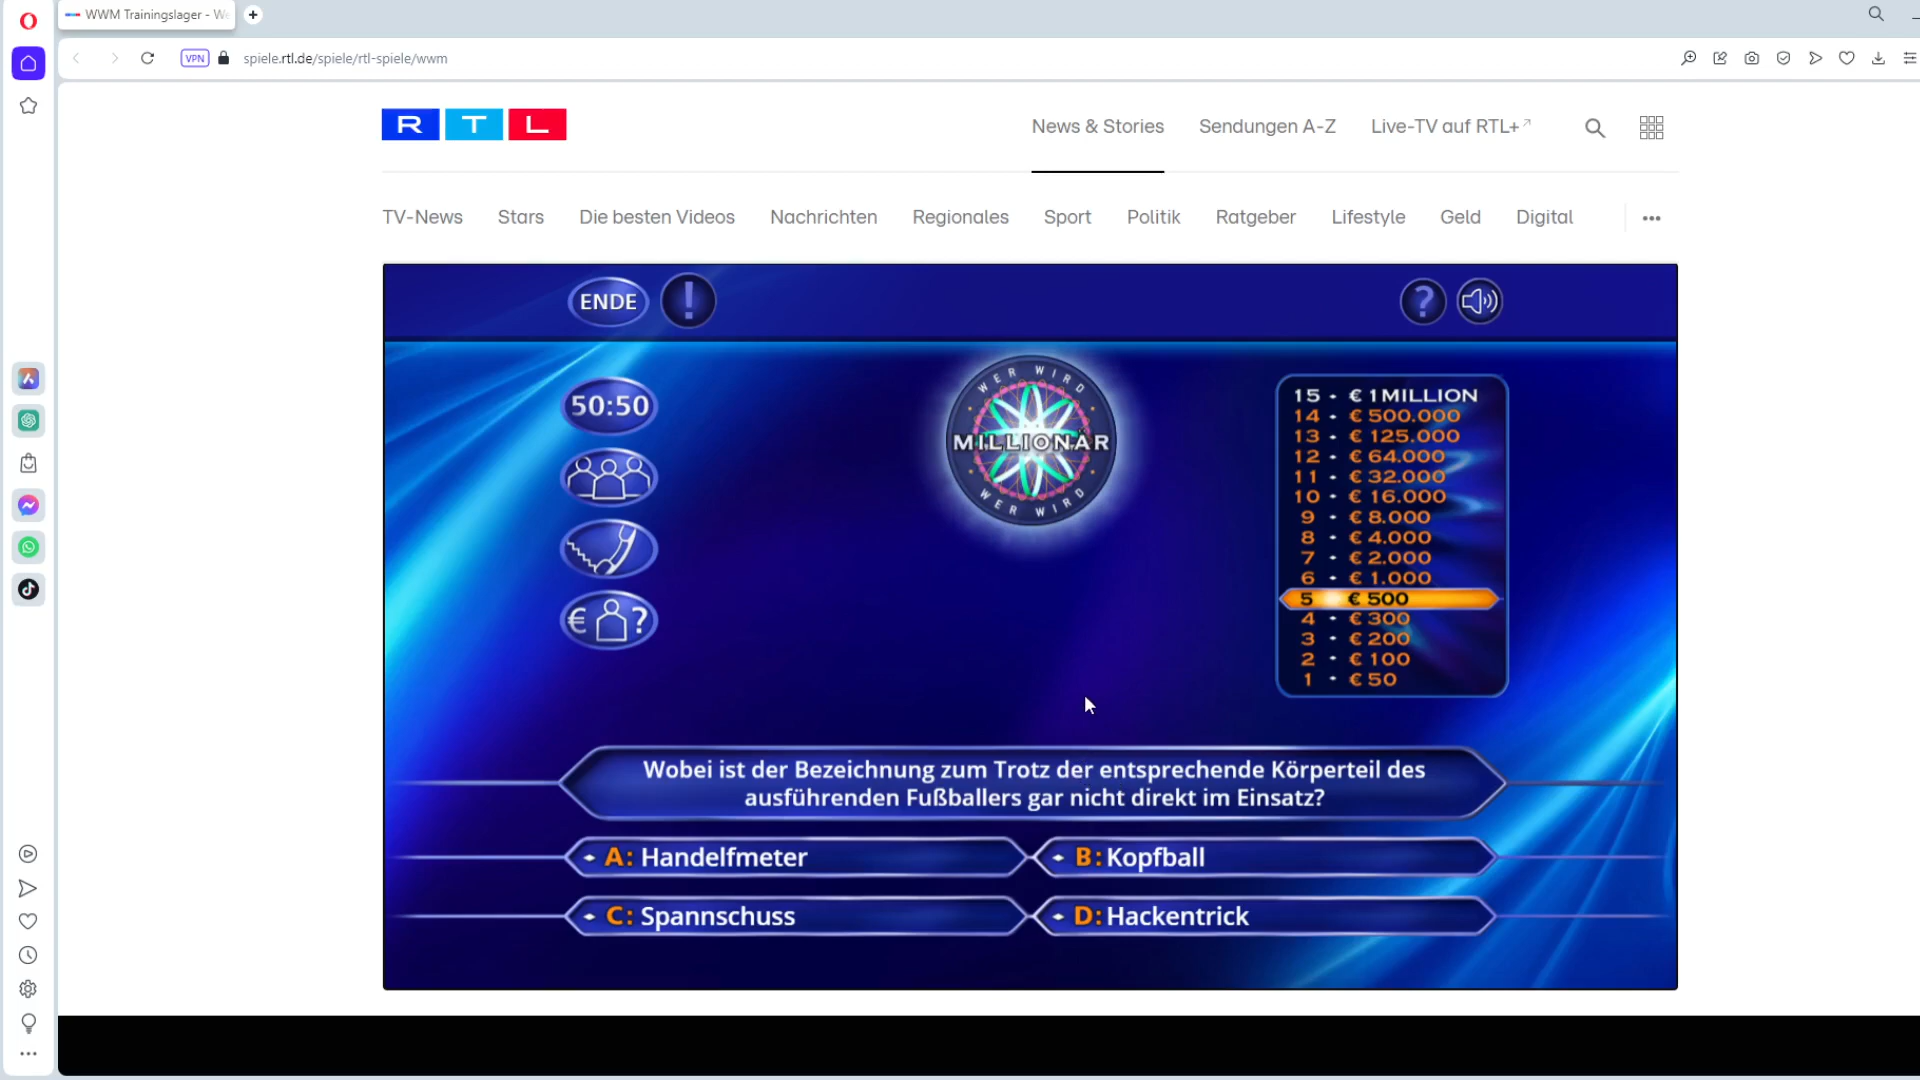 WWM Trainingslager - We
VPN
spiele.rtl.de/spiele/rtl-spiele/wwm
RTL
News & Stories
Sendungen A-Z
Live-TV auf RTL+
TV-News
Stars
Die besten Videos
Nachrichten
Regionales
Sport
Politik
Ratgeber
Lifestyle
Geld
Digital
ENDE
!
?
50:50
€ ?
WER WIRD
MILLIONÄR
WER WIRD
15 • € 1 MILLION
14 • € 500.000
13 • € 125.000
12 • € 64.000
11 • € 32.000
10 • € 16.000
9 • € 8.000
8 • € 4.000
7 • € 2.000
6 • € 1.000
5 • € 500
4 • € 300
3 • € 200
2 • € 100
1 • € 50
Wobei ist der Bezeichnung zum Trotz der entsprechende Körperteil des
ausführenden Fußballers gar nicht direkt im Einsatz?
A: Handelfmeter
B: Kopfball
C: Spannschuss
D: Hackentrick